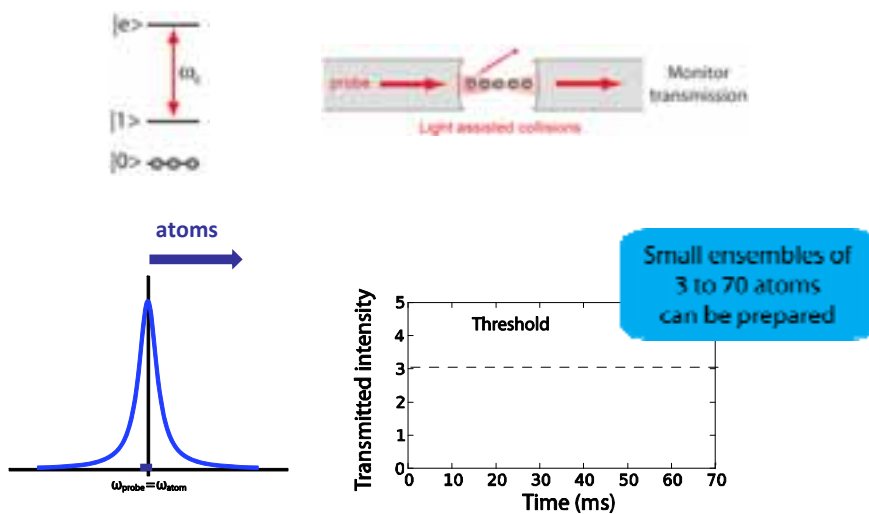 |e>
ω
|1>
|0>
probe
Monitor
transmission
Light assisted collisions
atoms
ω probe=ω atom
Small ensembles of
3 to 70 atoms
can be prepared
Threshold
Transmitted intensity
5
4
3
2
1
0
0 10 20 30 40 50 60 70
Time (ms)